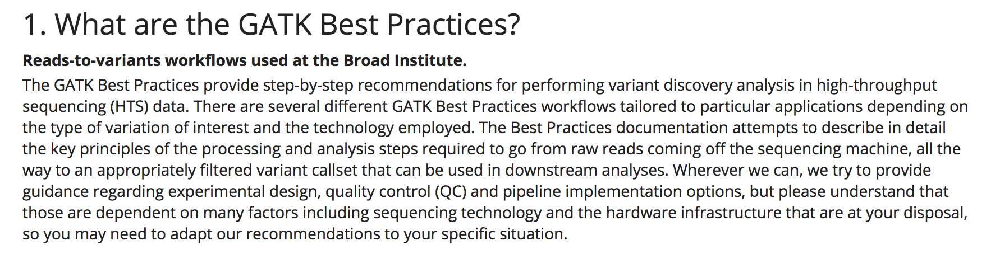 1. What are the GATK Best Practices?
Reads-to-variants workflows used at the Broad Institute.
The GATK Best Practices provide step-by-step recommendations for performing variant discovery analysis in high-throughput
sequencing (HTS) data. There are several different GATK Best Practices workflows tailored to particular applications depending on
the type of variation of interest and the technology employed. The Best Practices documentation attempts to describe in detail
the key principles of the processing and analysis steps required to go from raw reads coming off the sequencing machine, all the
way to an appropriately filtered variant callset that can be used in downstream analyses. Wherever we can, we try to provide
guidance regarding experimental design, quality control (QC) and pipeline implementation options, but please understand that
those are dependent on many factors including sequencing technology and the hardware infrastructure that are at your disposal,
so you may need to adapt our recommendations to your specific situation.